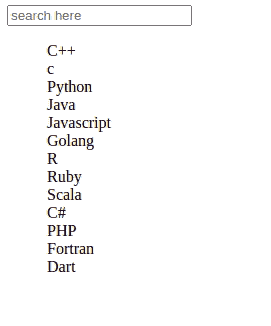 search here
C++
c
Python
Java
Javascript
Golang
R
Ruby
Scala
C#
PHP
Fortran
Dart